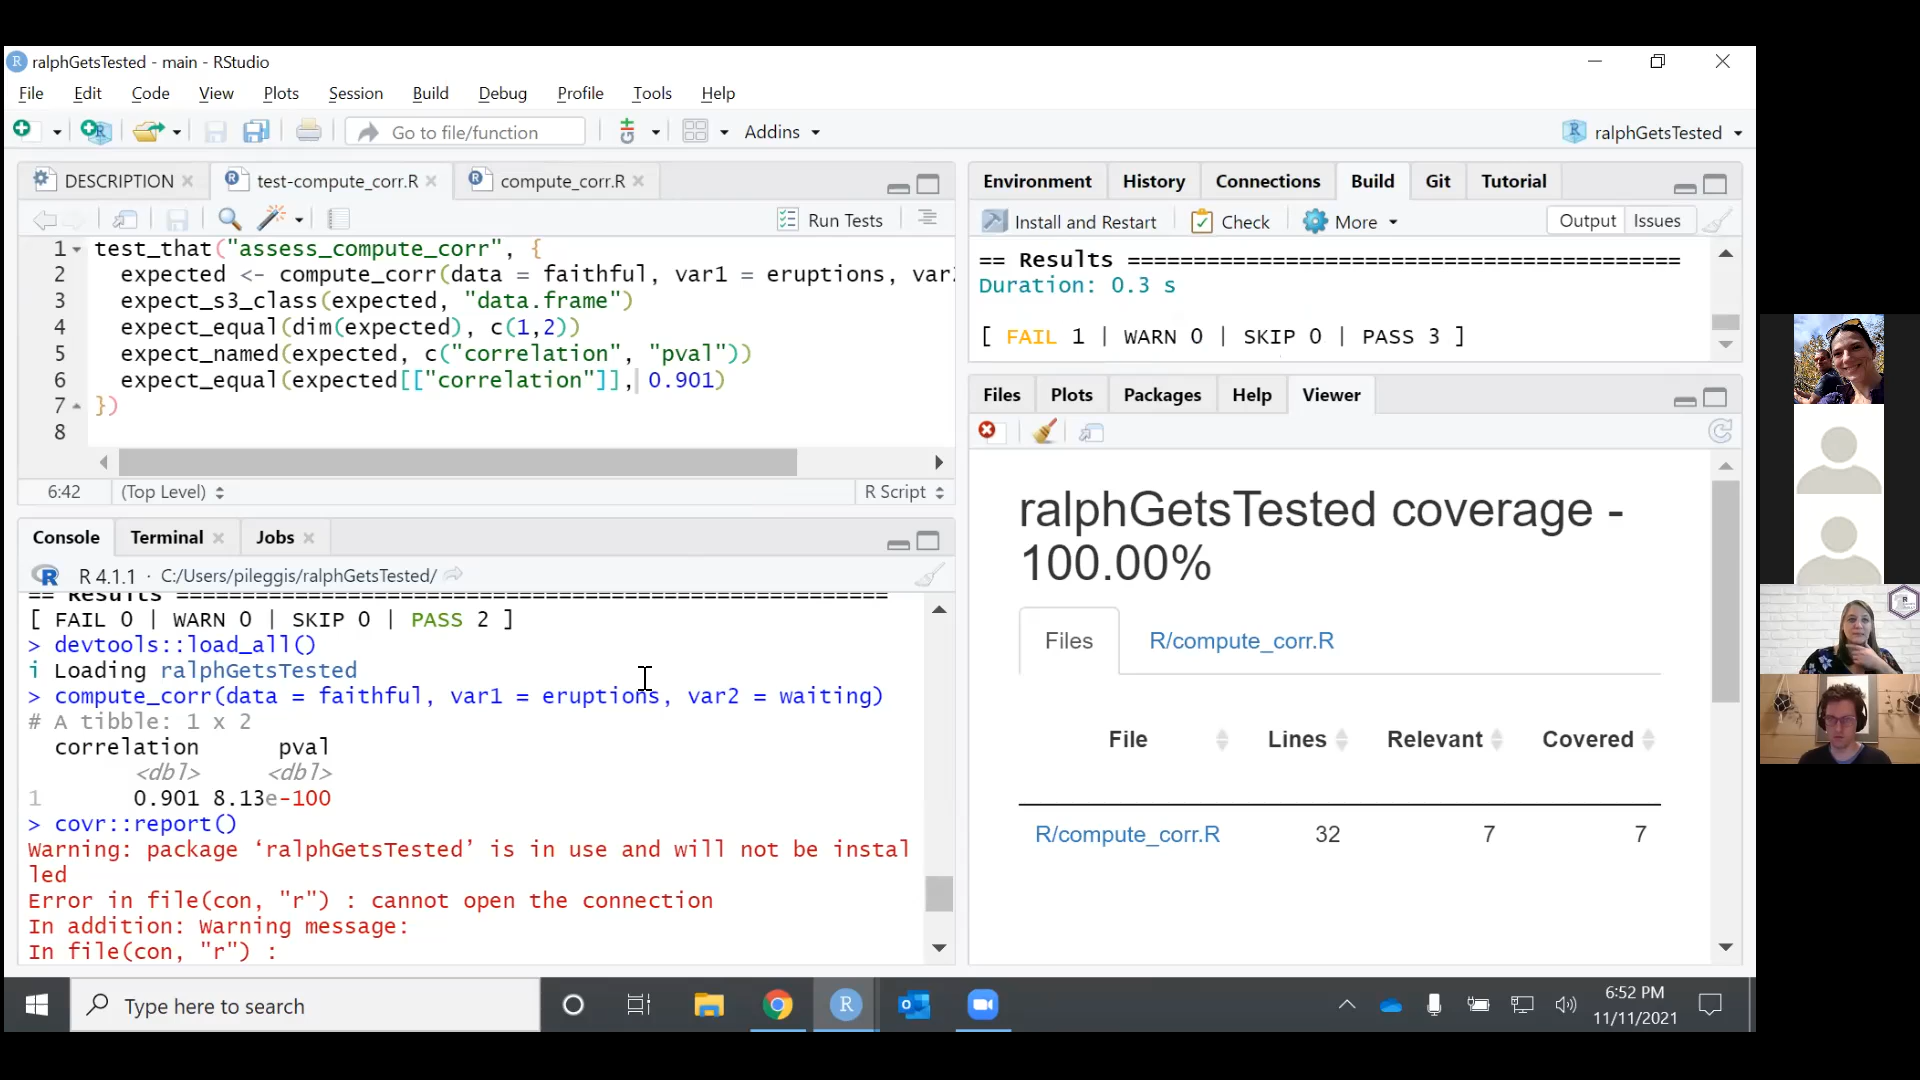 ralphGetsTested - main - RStudio
File Edit Code View Plots Session Build Debug Profile Tools Help
Go to file/function Addins ralphGetsTested
DESCRIPTION test-compute_corr.R compute_corr.R
Run Tests
1 test_that("assess_compute_corr", {
2 expected <- compute_corr(data = faithful, var1 = eruptions, var
3 expect_s3_class(expected, "data.frame")
4 expect_equal(dim(expected), c(1,2))
5 expect_named(expected, c("correlation", "pval"))
6 expect_equal(expected[["correlation"]], 0.901)
7 })
8
6:42 (Top Level) R Script
Console Terminal Jobs
R 4.1.1 · C:/Users/pileggis/ralphGetsTested/
== Results ======================================================
[ FAIL 0 | WARN 0 | SKIP 0 | PASS 2 ]
> devtools::load_all()
i Loading ralphGetsTested
> compute_corr(data = faithful, var1 = eruptions, var2 = waiting)
# A tibble: 1 x 2
correlation pval
<dbl> <dbl>
1 0.901 8.13e-100
> covr::report()
Warning: package ‘ralphGetsTested’ is in use and will not be instal
led
Error in file(con, "r") : cannot open the connection
In addition: Warning message:
In file(con, "r") :
Environment History Connections Build Git Tutorial
Install and Restart Check More Output Issues
== Results ==========================================
Duration: 0.3 s
[ FAIL 1 | WARN 0 | SKIP 0 | PASS 3 ]
Files Plots Packages Help Viewer
ralphGetsTested coverage -
100.00%
Files R/compute_corr.R
File Lines Relevant Covered
R/compute_corr.R 32 7 7
Type here to search
6:52 PM
11/11/2021